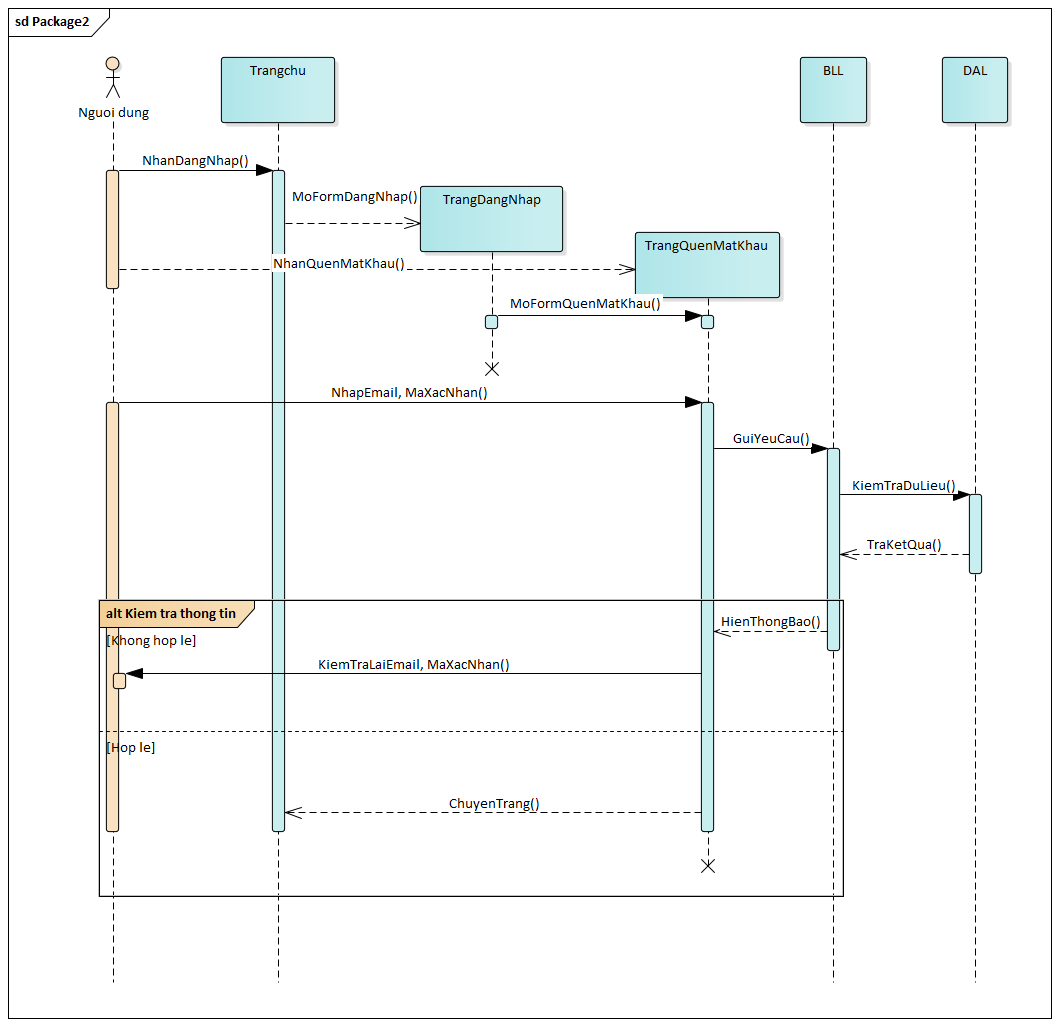 sd Package2
Nguoi dung
Trangchu
BLL
DAL
NhanDangNhap()
MoFormDangNhap()
TrangDangNhap
TrangQuenMatKhau
NhanQuenMatKhau()
MoFormQuenMatKhau()
NhapEmail, MaXacNhan()
GuiYeuCau()
KiemTraDuLieu()
TraKetQua()
alt Kiem tra thong tin
HienThongBao()
[Khong hop le]
KiemTraLaiEmail, MaXacNhan()
[Hop le]
ChuyenTrang()